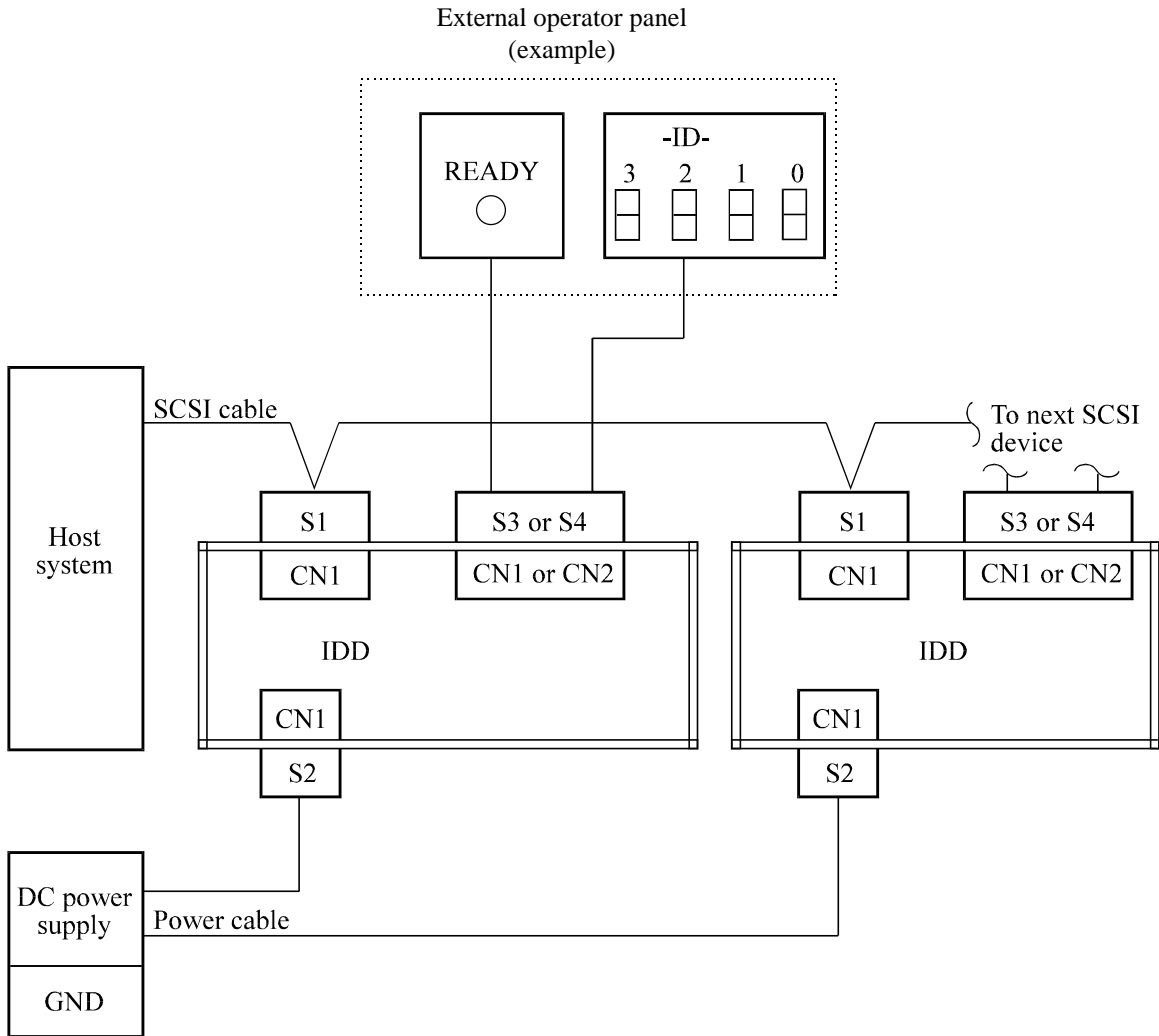 External operator panel
(example)
READY
-ID-
3 2 1 0
SCSI cable
To next SCSI
device
Host
system
S1
S3 or S4
S1
S3 or S4
CN1
CN1 or CN2
CN1
CN1 or CN2
IDD
IDD
CN1
CN1
S2
S2
DC power
supply
Power cable
GND